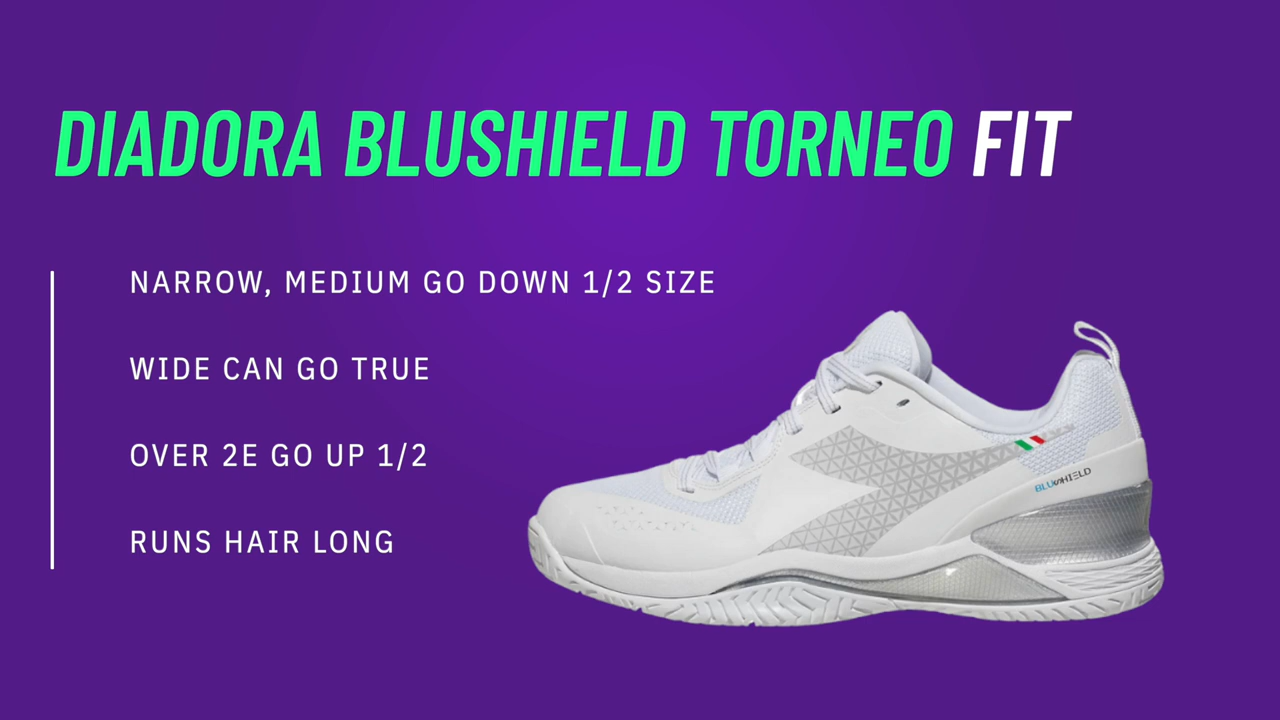 DIADORA BLUSHIELD TORNEO FIT
NARROW, MEDIUM GO DOWN 1/2 SIZE
WIDE CAN GO TRUE
OVER 2E GO UP 1/2
RUNS HAIR LONG
BLUSHIELD